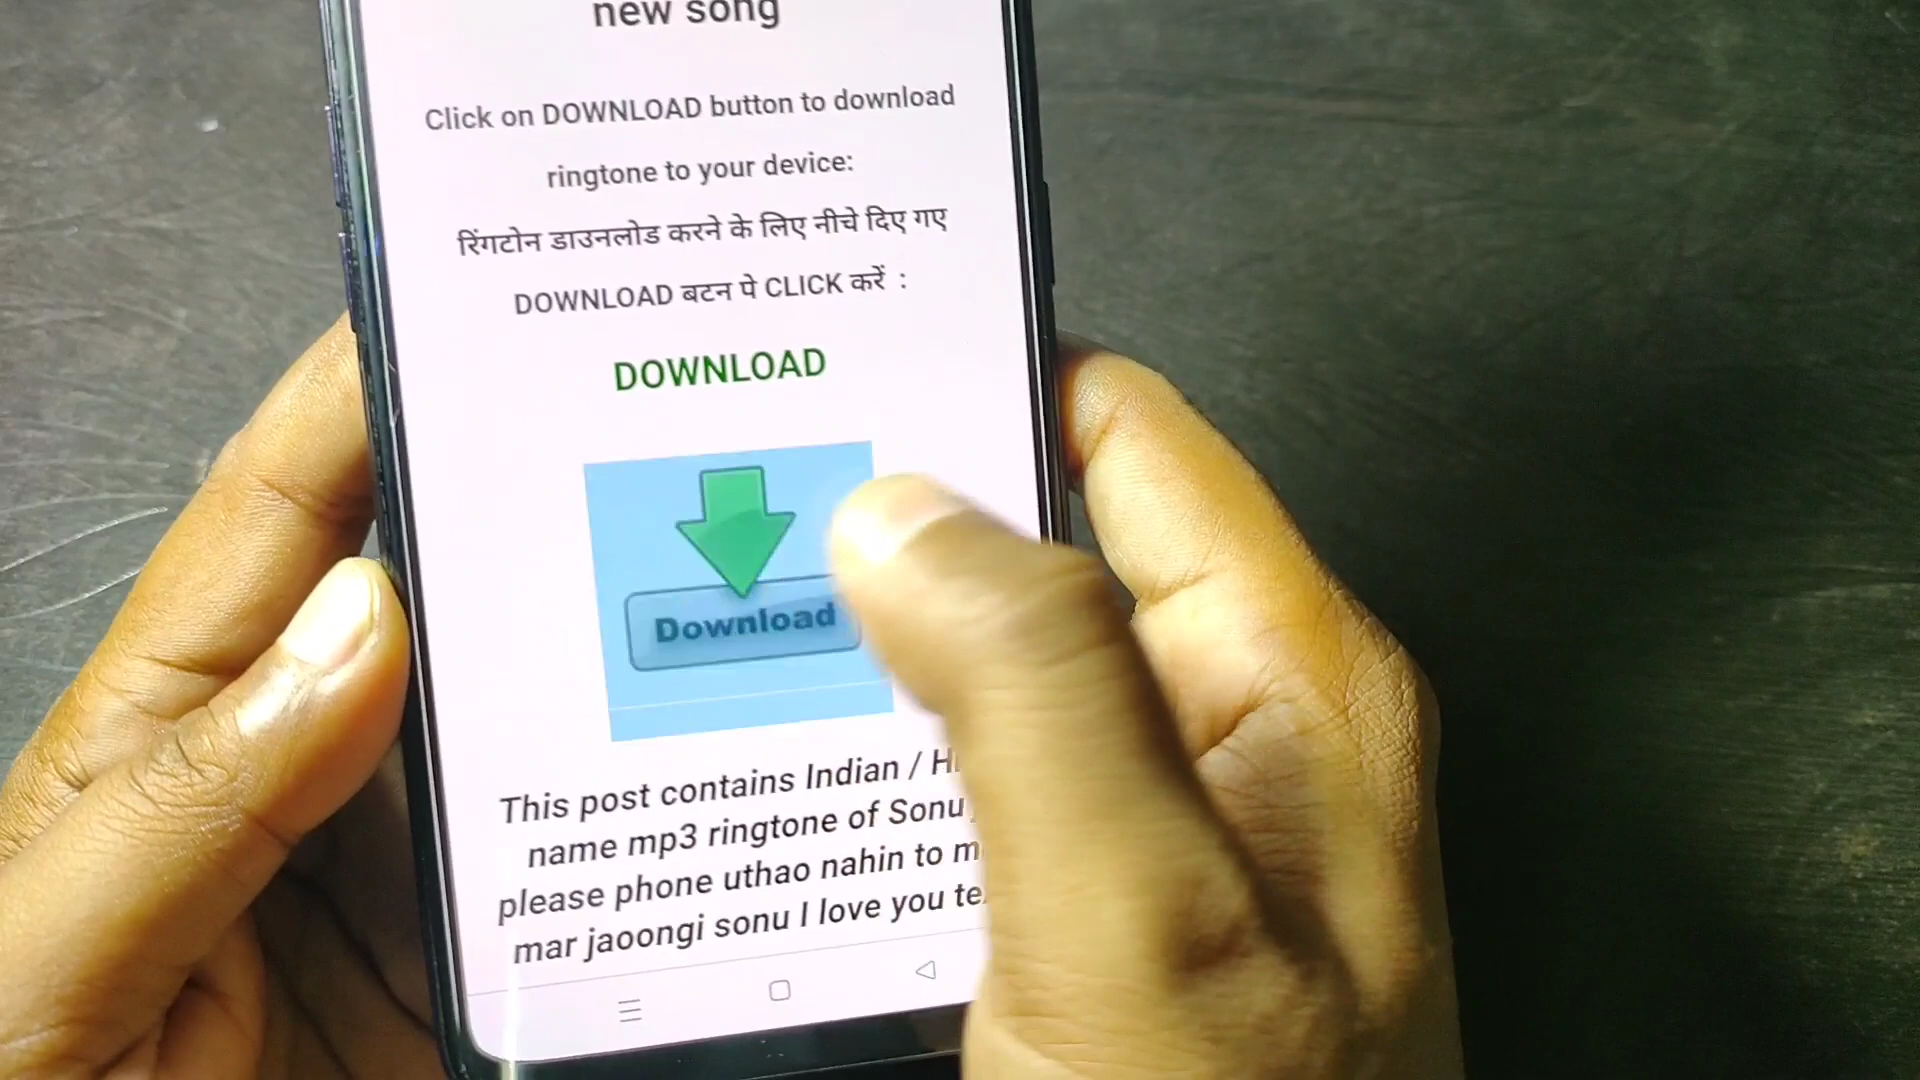 new song
Click on DOWNLOAD button to download
ringtone to your device:
रिंगटोन डाउनलोड करने के लिए नीचे दिए गए
DOWNLOAD बटन पे CLICK करें :
DOWNLOAD
Download
This post contains Indian /
name mp3 ringtone of Sonu
please phone uthao nahin to
mar jaoongi sonu I love you